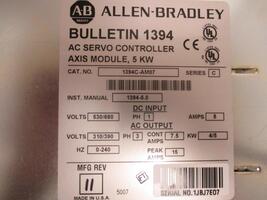 AB ALLEN-BRADLEY
BULLETIN 1394
AC SERVO CONTROLLER
AXIS MODULE, 5 KW
CAT. NO. 1394C-AM07 SERIES C
INST. MANUAL 1394-5.0
DC INPUT
VOLTS 530/680 PH 1 AMPS 8
AC OUTPUT
VOLTS 310/390 PH 3 CONT AMPS 7.5 KW 4/5
HZ 0-240 PEAK AMPS 15
MFG REV
MADE IN U.S.A. 5007 SERIAL NO. 1JBJ7ED7